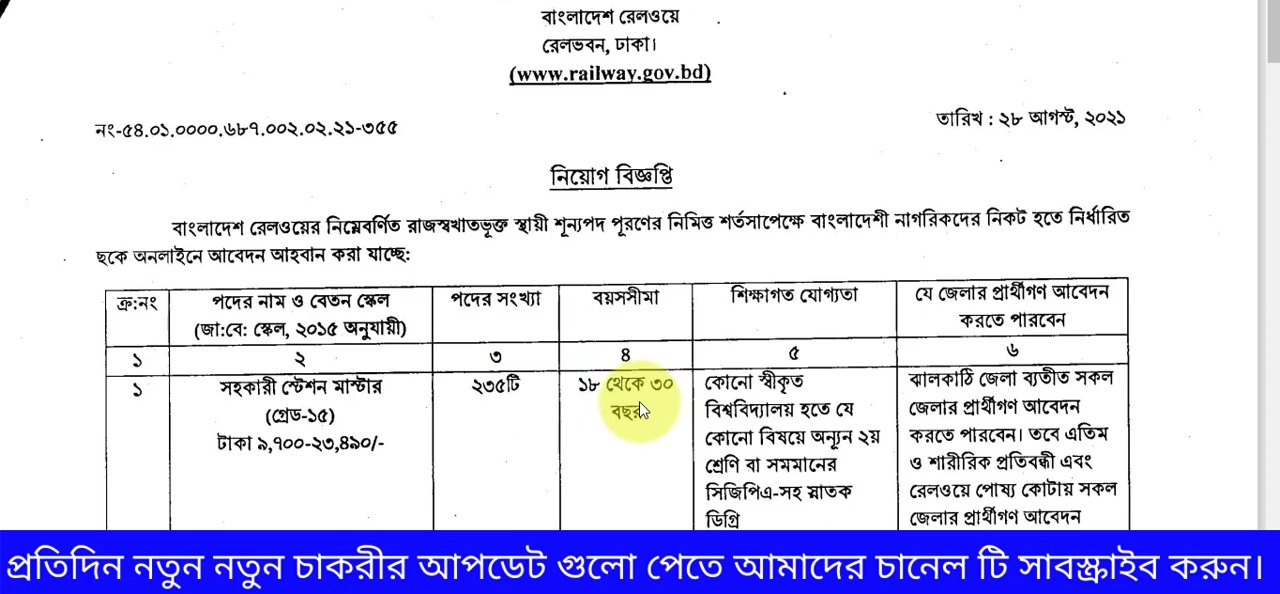 বাংলাদেশ রেলওয়ে
রেলভবন, ঢাকা।
(www.railway.gov.bd)
নং-৫৪.০১.০০০০.৬৮৭.০০২.০২.২১-৩৫৫
তারিখ : ২৮ আগস্ট, ২০২১
নিয়োগ বিজ্ঞপ্তি
বাংলাদেশ রেলওয়ের নিম্নেবর্ণিত রাজস্বখাতভূক্ত স্থায়ী শূন্যপদ পূরণের নিমিত্ত শর্তসাপেক্ষে বাংলাদেশী নাগরিকদের নিকট হতে নির্ধারিত
ছকে অনলাইনে আবেদন আহবান করা যাচ্ছে:
ক্র:নং
পদের নাম ও বেতন স্কেল
(জা:বে: স্কেল, ২০১৫ অনুযায়ী)
পদের সংখ্যা
বয়সসীমা
শিক্ষাগত যোগ্যতা
যে জেলার প্রার্থীগণ আবেদন
করতে পারবেন
১
২
৩
৪
৫
৬
১
সহকারী স্টেশন মাস্টার
(গ্রেড-১৫)
টাকা ৯,৭০০-২৩,৪৯০/-
২৩৫টি
১৮ থেকে ৩০
বছর
কোনো স্বীকৃত
বিশ্ববিদ্যালয় হতে যে
কোনো বিষয়ে অন্যূন ২য়
শ্রেণি বা সমমানের
সিজিপিএ-সহ স্নাতক
ডিগ্রি
ঝালকাঠি জেলা ব্যতীত সকল
জেলার প্রার্থীগণ আবেদন
করতে পারবেন। তবে এতিম
ও শারীরিক প্রতিবন্ধী এবং
রেলওয়ে পোষ্য কোটায় সকল
জেলার প্রার্থীগণ আবেদন
প্রতিদিন নতুন নতুন চাকরীর আপডেট গুলো পেতে আমাদের চানেল টি সাবস্ক্রাইব করুন।